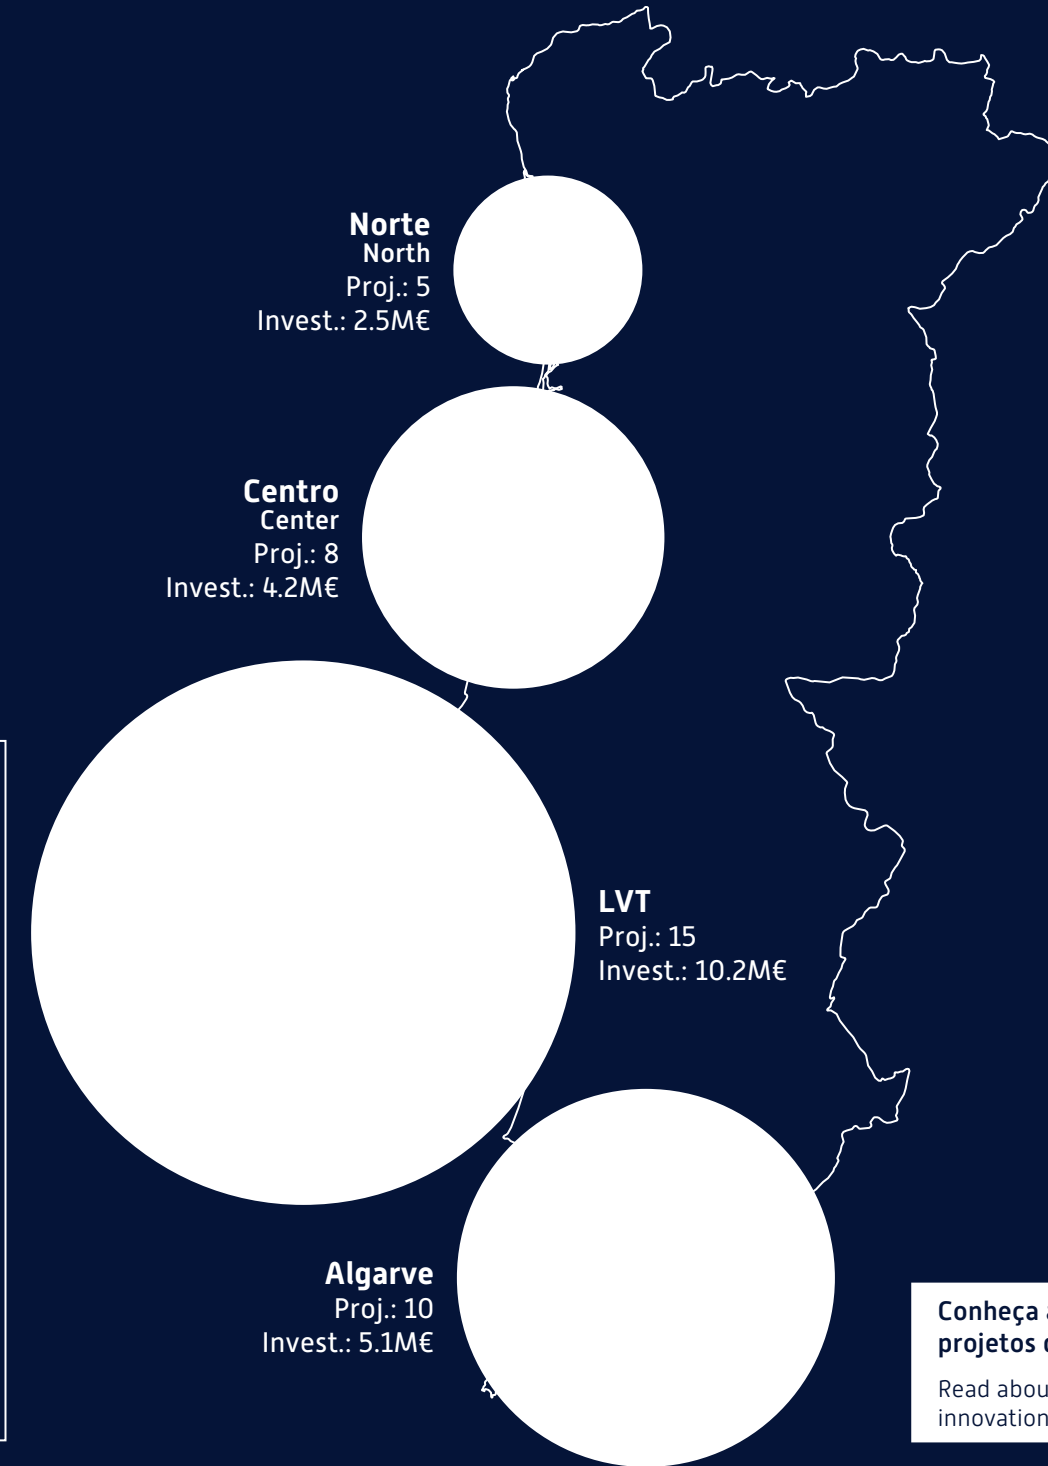 Norte
North
Proj.: 5
Invest.: 2.5M€
Centro
Center
Proj.: 8
Invest.: 4.2M€
LVT
Proj.: 15
Invest.: 10.2M€
Algarve
Proj.: 10
Invest.: 5.1M€
Conheça
projetos
Read
innovation